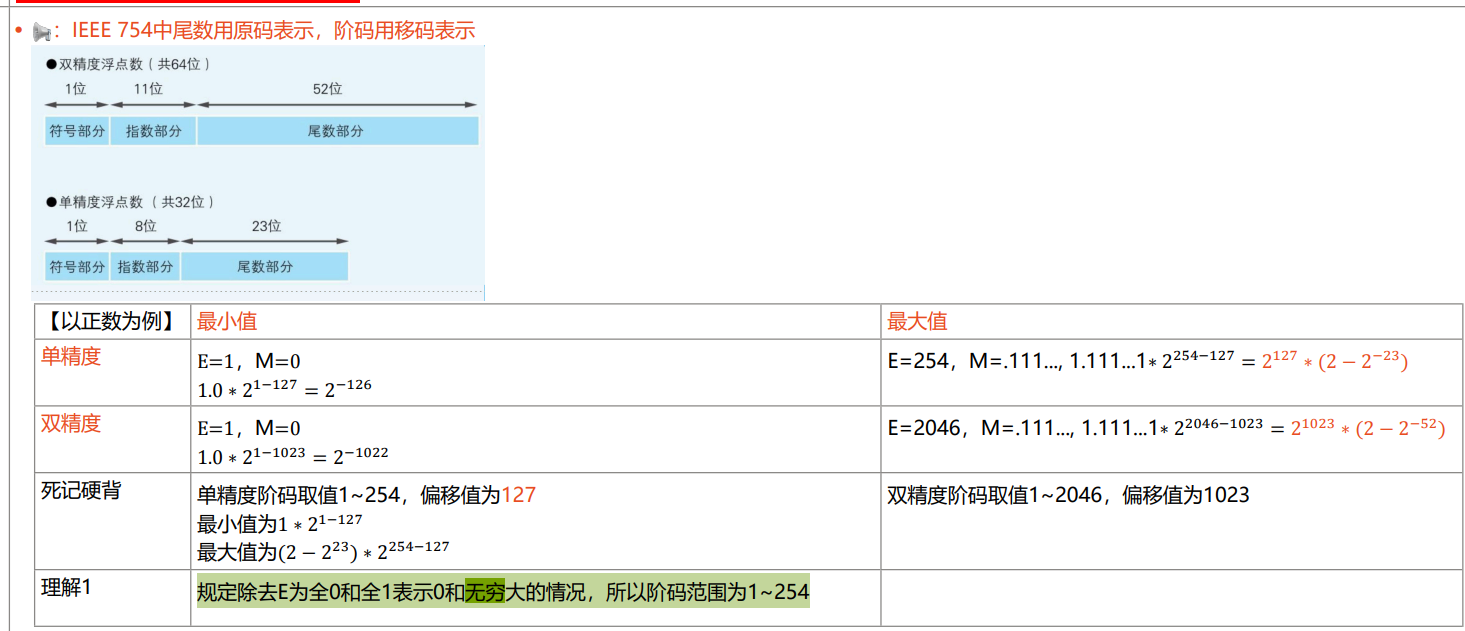 ：IEEE 754中尾数用原码表示，阶码用移码表示
●双精度浮点数（共64位）
1位 11位 52位
符号部分 指数部分 尾数部分
●单精度浮点数（共32位）
1位 8位 23位
符号部分 指数部分 尾数部分
【以正数为例】 最小值 最大值
单精度
E=1，M=0
1.0 ∗ 2^{1−127} = 2^{−126}
E=254，M=.111..., 1.111...1∗ 2^{254−127} = 2^{127} ∗ (2 − 2^{−23})
双精度
E=1，M=0
1.0 ∗ 2^{1−1023} = 2^{−1022}
E=2046，M=.111..., 1.111...1∗ 2^{2046−1023} = 2^{1023} ∗ (2 − 2^{−52})
死记硬背
单精度阶码取值1~254，偏移值为127
最小值为1 ∗ 2^{1−127}
最大值为(2 − 2^{23}) ∗ 2^{254−127}
双精度阶码取值1~2046，偏移值为1023
理解1
规定除去E为全0和全1表示0和无穷大的情况，所以阶码范围为1~254